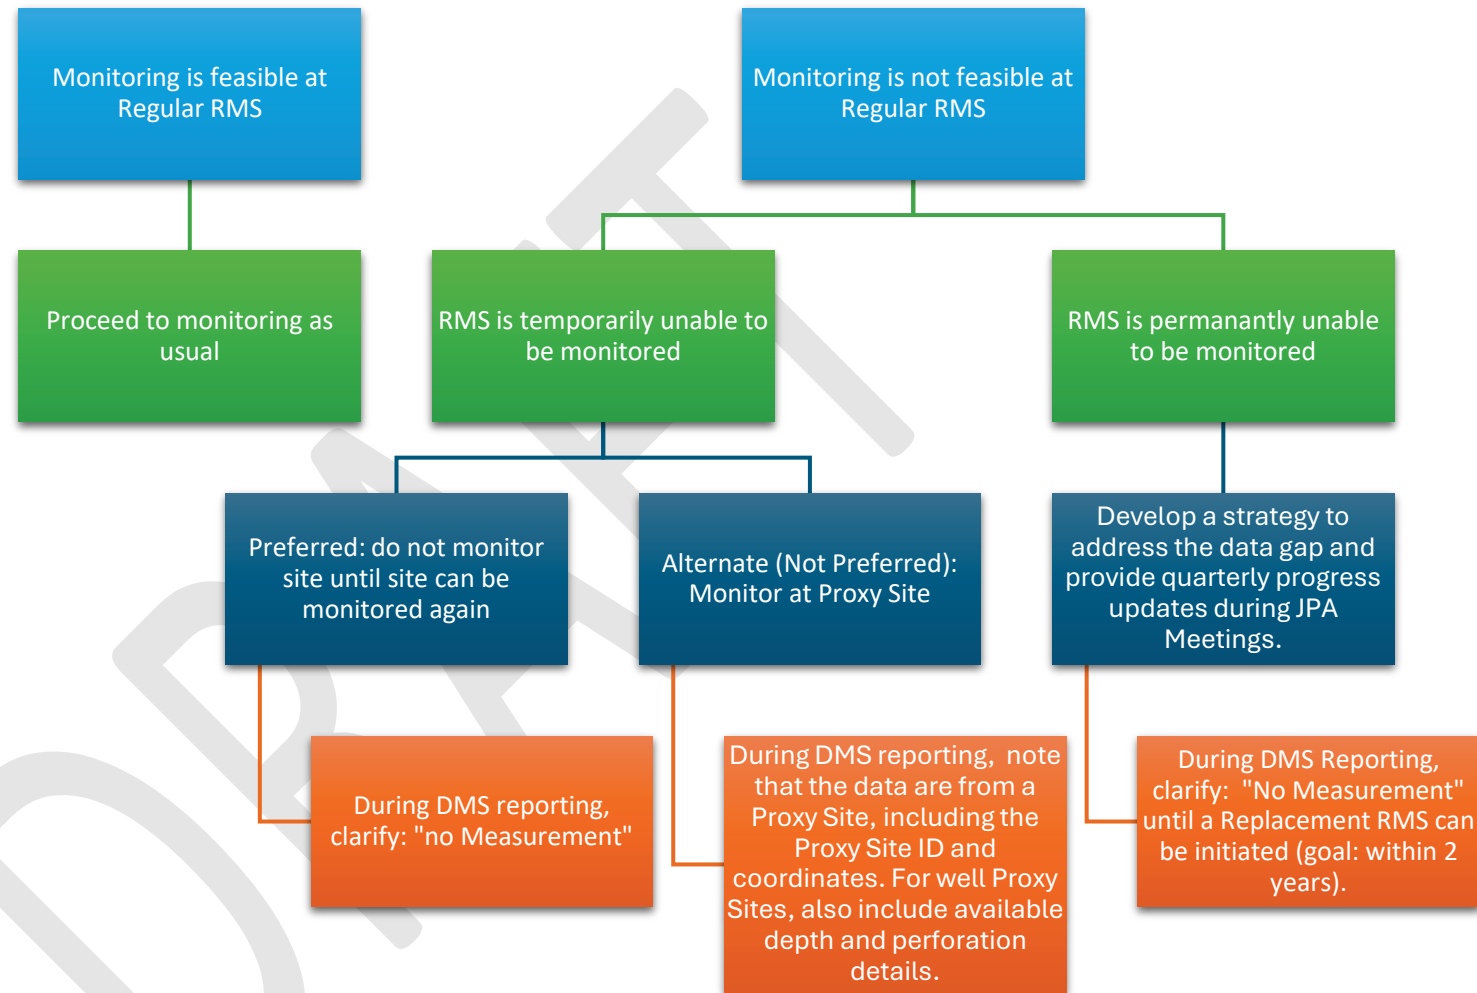 Monitoring is feasible at
Regular RMS
Monitoring is not feasible at
Regular RMS
Proceed to monitoring as
usual
RMS is temporarily unable to
be monitored
RMS is permanantly unable
to be monitored
Preferred: do not monitor
site until site can be
monitored again
Alternate (Not Preferred):
Monitor at Proxy Site
Develop a strategy to
address the data gap and
provide quarterly progress
updates during JPA
Meetings.
During DMS reporting,
clarify: "no Measurement"
During DMS reporting,  note
that the data are from a
Proxy Site, including the
Proxy Site ID and
coordinates. For well Proxy
Sites, also include available
depth and perforation
details.
During DMS Reporting,
clarify:  "No Measurement"
until a Replacement RMS can
be initiated (goal: within 2
years).
DRAFT